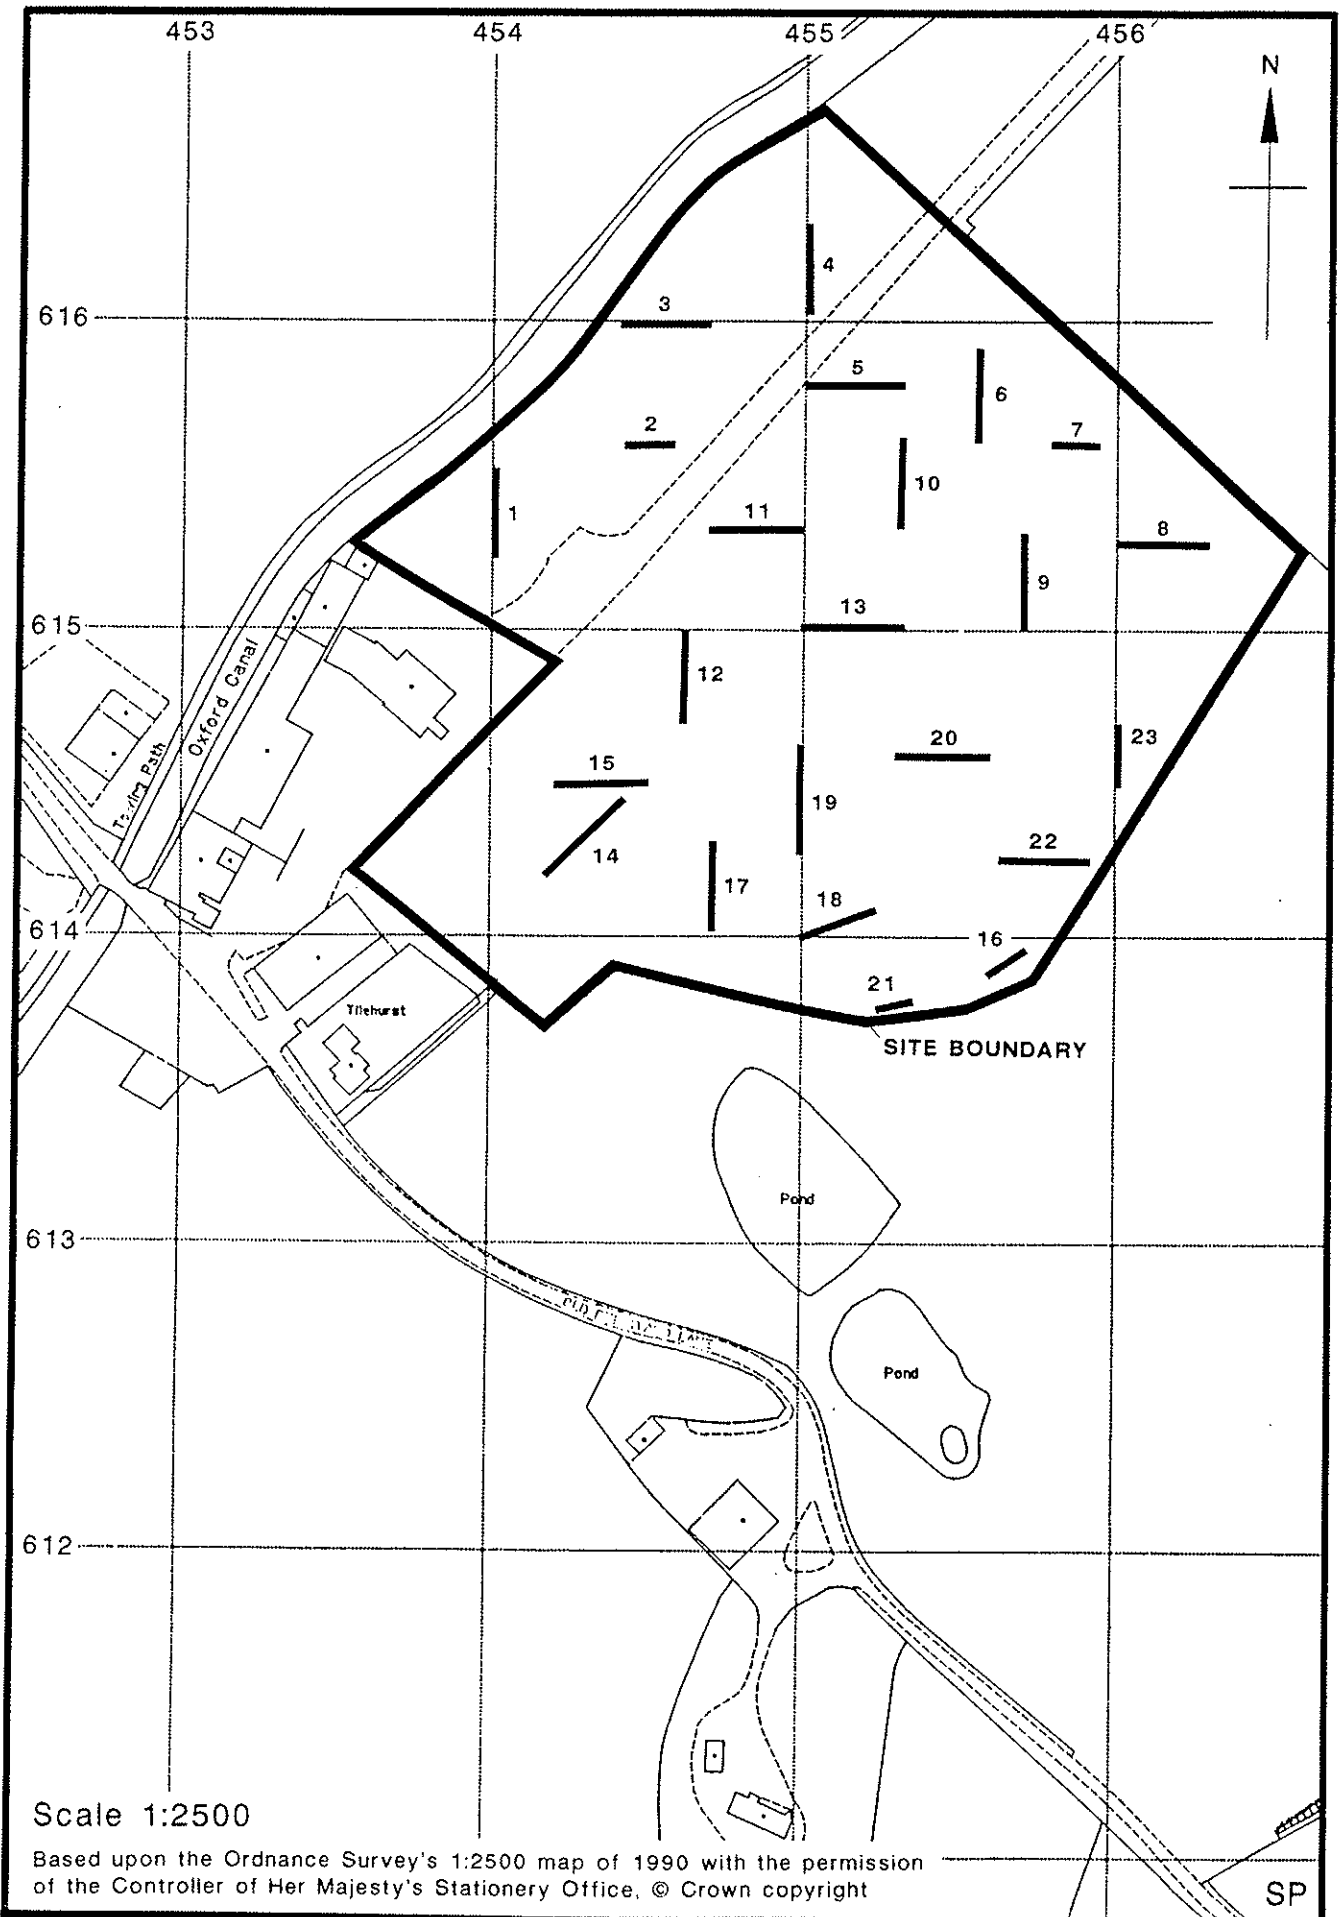 453 454 455 456
N
4
616
3
5
6
2
7
10
1
11
8
9
615
13
12
Oxford Canal
Towing Path
23
20
15
19
22
14
17
18
614
16
21
Tilehurst
SITE BOUNDARY
Pond
613
Pond
612
Scale 1:2500
Based upon the Ordnance Survey's 1:2500 map of 1990 with the permission
of the Controller of Her Majesty's Stationery Office, © Crown copyright
SP